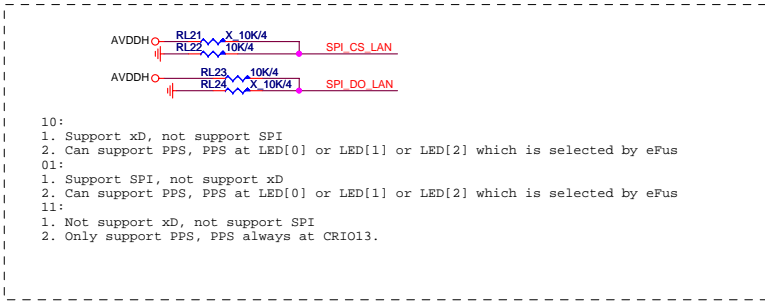 AVDDH RL21 X_10K/4
RL22 10K/4 SPI_CS_LAN
AVDDH RL23 10K/4
RL24 X_10K/4 SPI_DO_LAN
10:
1. Support xD, not support SPI
2. Can support PPS, PPS at LED[0] or LED[1] or LED[2] which is selected by eFus
01:
1. Support SPI, not support xD
2. Can support PPS, PPS at LED[0] or LED[1] or LED[2] which is selected by eFus
11:
1. Not support xD, not support SPI
2. Only support PPS, PPS always at CRIO13.